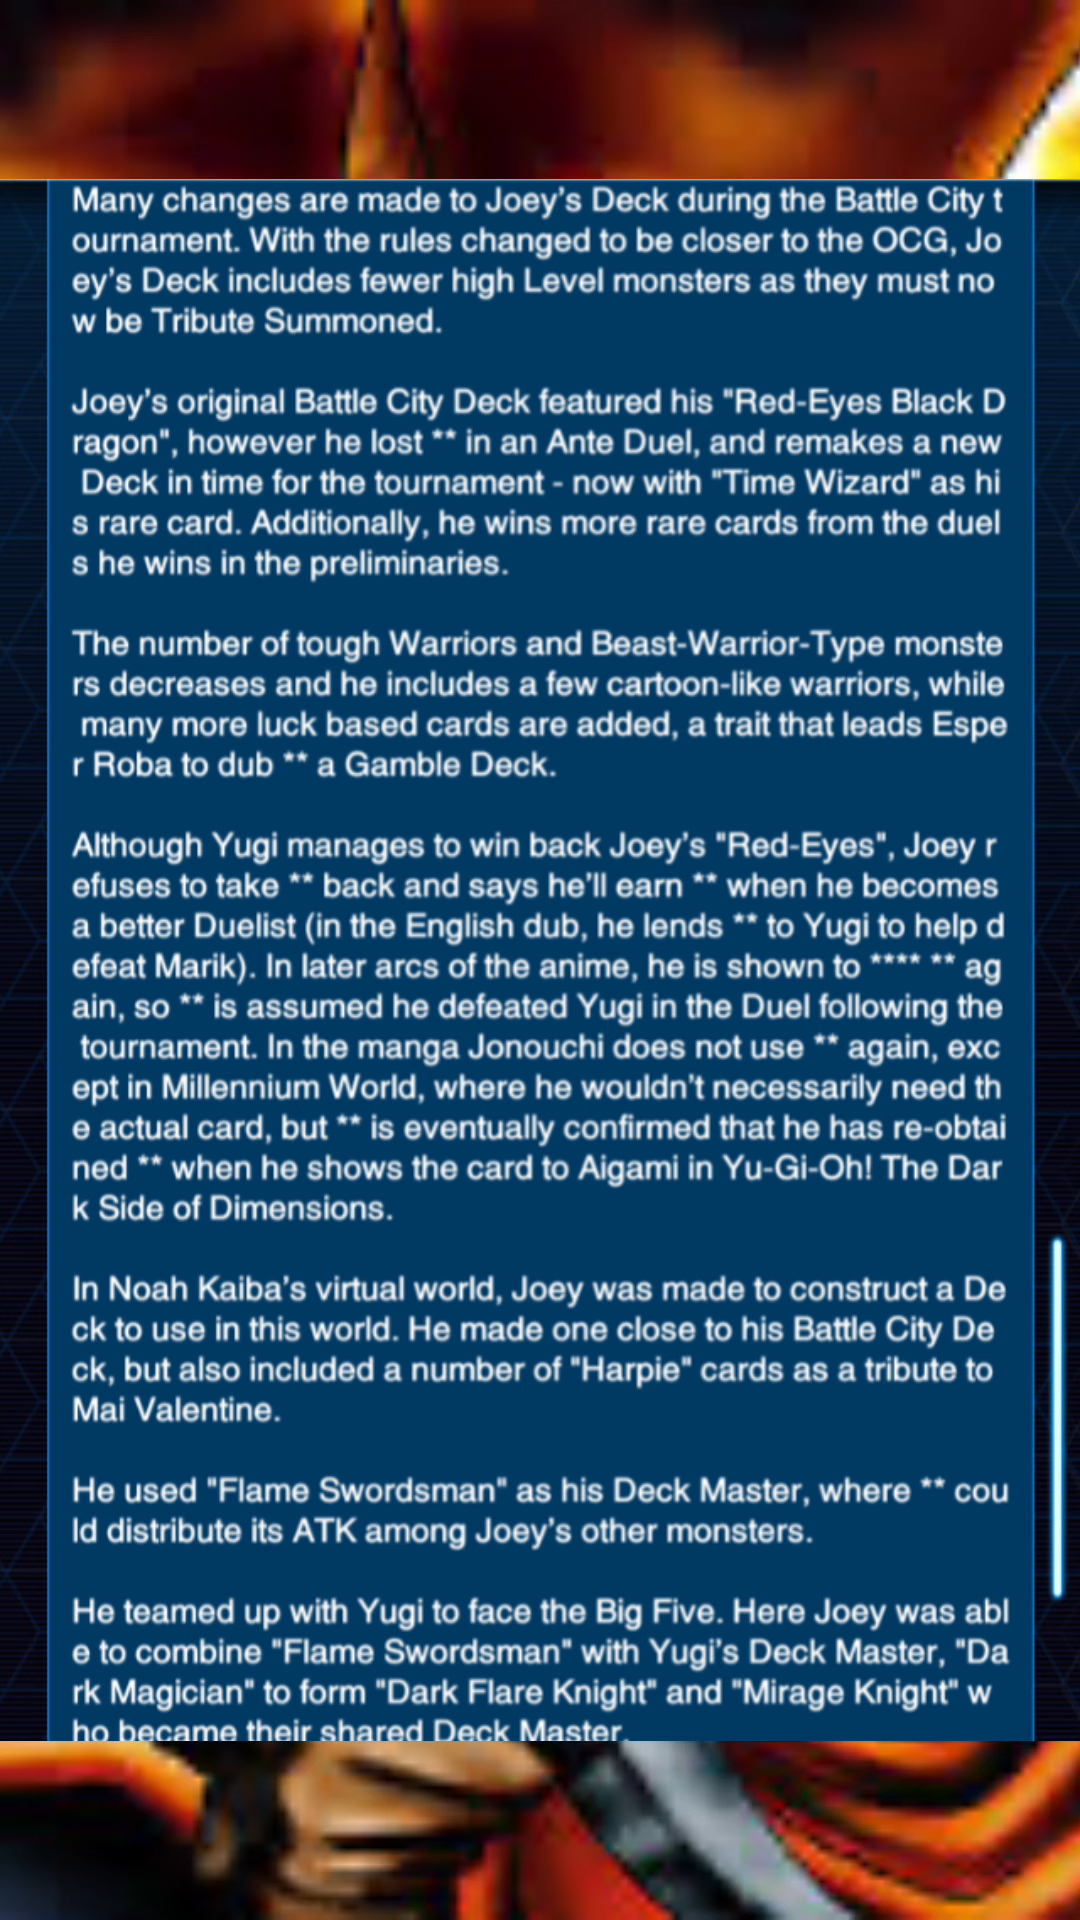 Many changes are made to Joey's Deck during the Battle City t
ournament. With the rules changed to be closer to the OCG, Jo
ey's Deck includes fewer high Level monsters as they must no
w be Tribute Summoned.
Joey's original Battle City Deck featured his "Red-Eyes Black D
ragon", however he lost ** in an Ante Duel, and remakes a new
Deck in time for the tournament - now with "Time Wizard" as hi
s rare card. Additionally, he wins more rare cards from the duel
s he wins in the preliminaries.
The number of tough Warriors and Beast-Warrior-Type monste
rs decreases and he includes a few cartoon-like warriors, while
many more luck based cards are added, a trait that leads Espe
r Roba to dub ** a Gamble Deck.
Although Yugi manages to win back Joey's "Red-Eyes", Joey r
efuses to take ** back and says he'll earn ** when he becomes
a better Duelist (in the English dub, he lends ** to Yugi to help d
efeat Marik). In later arcs of the anime, he is shown to **** ** ag
ain, so ** is assumed he defeated Yugi in the Duel following the
tournament. In the manga Jonouchi does not use ** again, exc
ept in Millennium World, where he wouldn't necessarily need th
e actual card, but ** is eventually confirmed that he has re-obtai
ned ** when he shows the card to Aigami in Yu-Gi-Oh! The Dar
k Side of Dimensions.
In Noah Kaiba's virtual world, Joey was made to construct a De
ck to use in this world. He made one close to his Battle City De
ck, but also included a number of "Harpie" cards as a tribute to
Mai Valentine.
He used "Flame Swordsman" as his Deck Master, where ** cou
ld distribute its ATK among Joey's other monsters.
He teamed up with Yugi to face the Big Five. Here Joey was abl
e to combine "Flame Swordsman" with Yugi's Deck Master, "Da
rk Magician" to form "Dark Flare Knight" and "Mirage Knight" w
ho became their shared Deck Master.